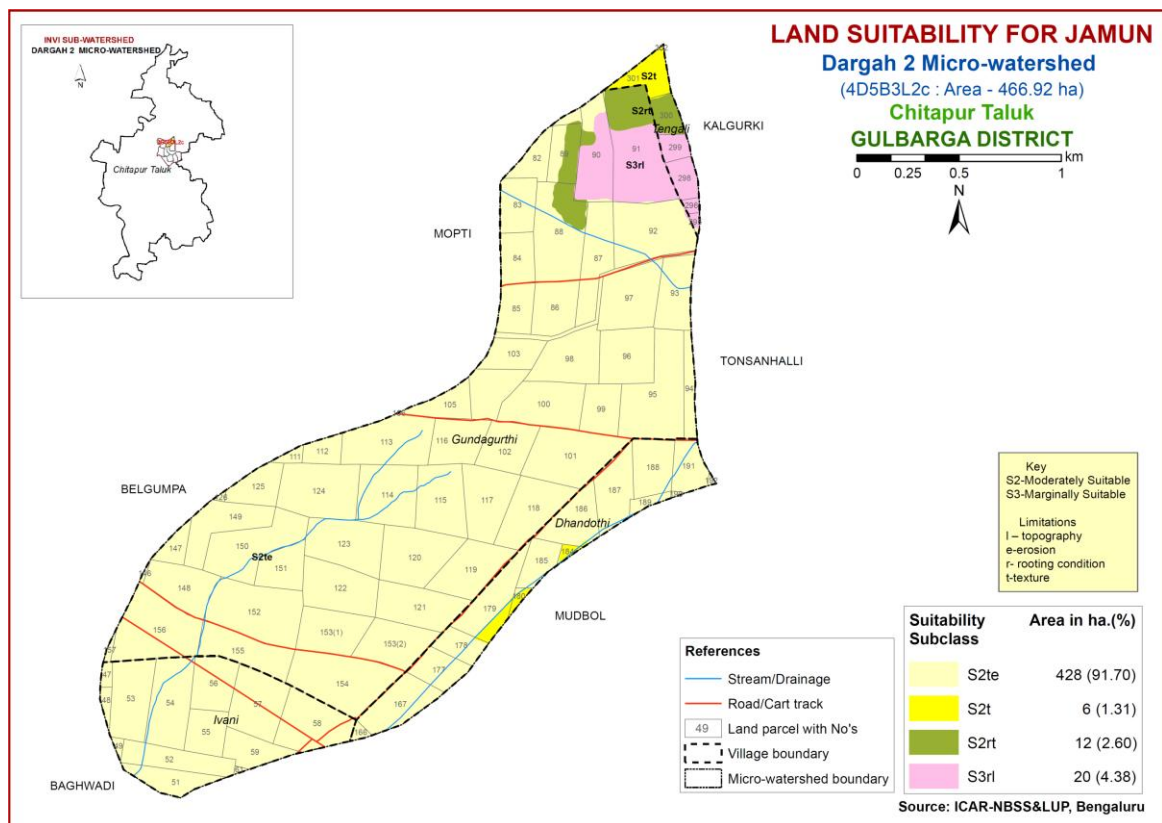 INVI SUB-WATERSHED
DARGAH 2 MICRO-WATERSHED
N
Chitapur Taluk
LAND SUITABILITY FOR JAMUN
Dargah 2 Micro-watershed
(4D5B3L2c : Area - 466.92 ha)
Chitapur Taluk
GULBARGA DISTRICT
km
0 0.25 0.5 1
N
301 S2t
S2rt 300
Tengali KALGURKI
82 89 90 91 299
S3rl 298
296
83
MOPTI 88 92
84 87
97 93
85 86
103 98 96 TONSANHALLI
94
105 100 99 95
113 116 Gundagurthi
111 112 102 101
188 191
BELGUMPA 125 124 114 115 117 118 187 189
186
149 Dhandothi
184
147 150 S2te 151 123 120 119 185
148 122 179 180 MUDBOL
152 121
156 153(1) 153(2) 178
155 177
157
154
47 56
48 53 54 57 167
Ivani 58 166
55
49 59
52
BAGHWADI 51
Key
S2-Moderately Suitable
S3-Marginally Suitable
Limitations
l – topography
e-erosion
r- rooting condition
t-texture
References
Stream/Drainage
Road/Cart track
49 Land parcel with No's
Village boundary
Micro-watershed boundary
Suitability Subclass Area in ha.(%)
S2te 428 (91.70)
S2t 6 (1.31)
S2rt 12 (2.60)
S3rl 20 (4.38)
Source: ICAR-NBSS&LUP, Bengaluru